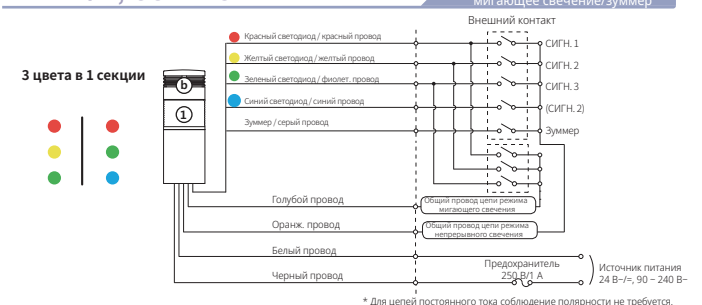 мигающее свечение/зуммер
Внешний контакт
Красный светодиод / красный провод
СИГН. 1
Желтый светодиод / желтый провод
СИГН. 2
3 цвета в 1 секции
b
Зеленый светодиод / фиолет. провод
СИГН. 3
Синий светодиод / синий провод
(СИГН. 2)
1
Зуммер / серый провод
Зуммер
Голубой провод
Общий провод цепи режима
мигающего свечения
Оранж. провод
Общий провод цепи режима
непрерывного свечения
Белый провод
Предохранитель
250 В/1 А
Источник питания
24 В~/=, 90 – 240 В~
Черный провод
* Для цепей постоянного тока соблюдение полярности не требуется.